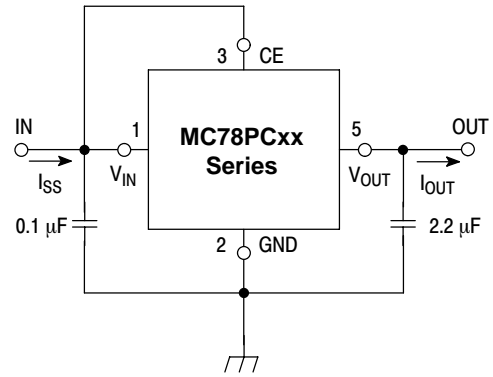 3 CE
IN 1 MC78PCxx 5 OUT
Series
I_SS V_IN V_OUT I_OUT
0.1 μF 2 GND 2.2 μF